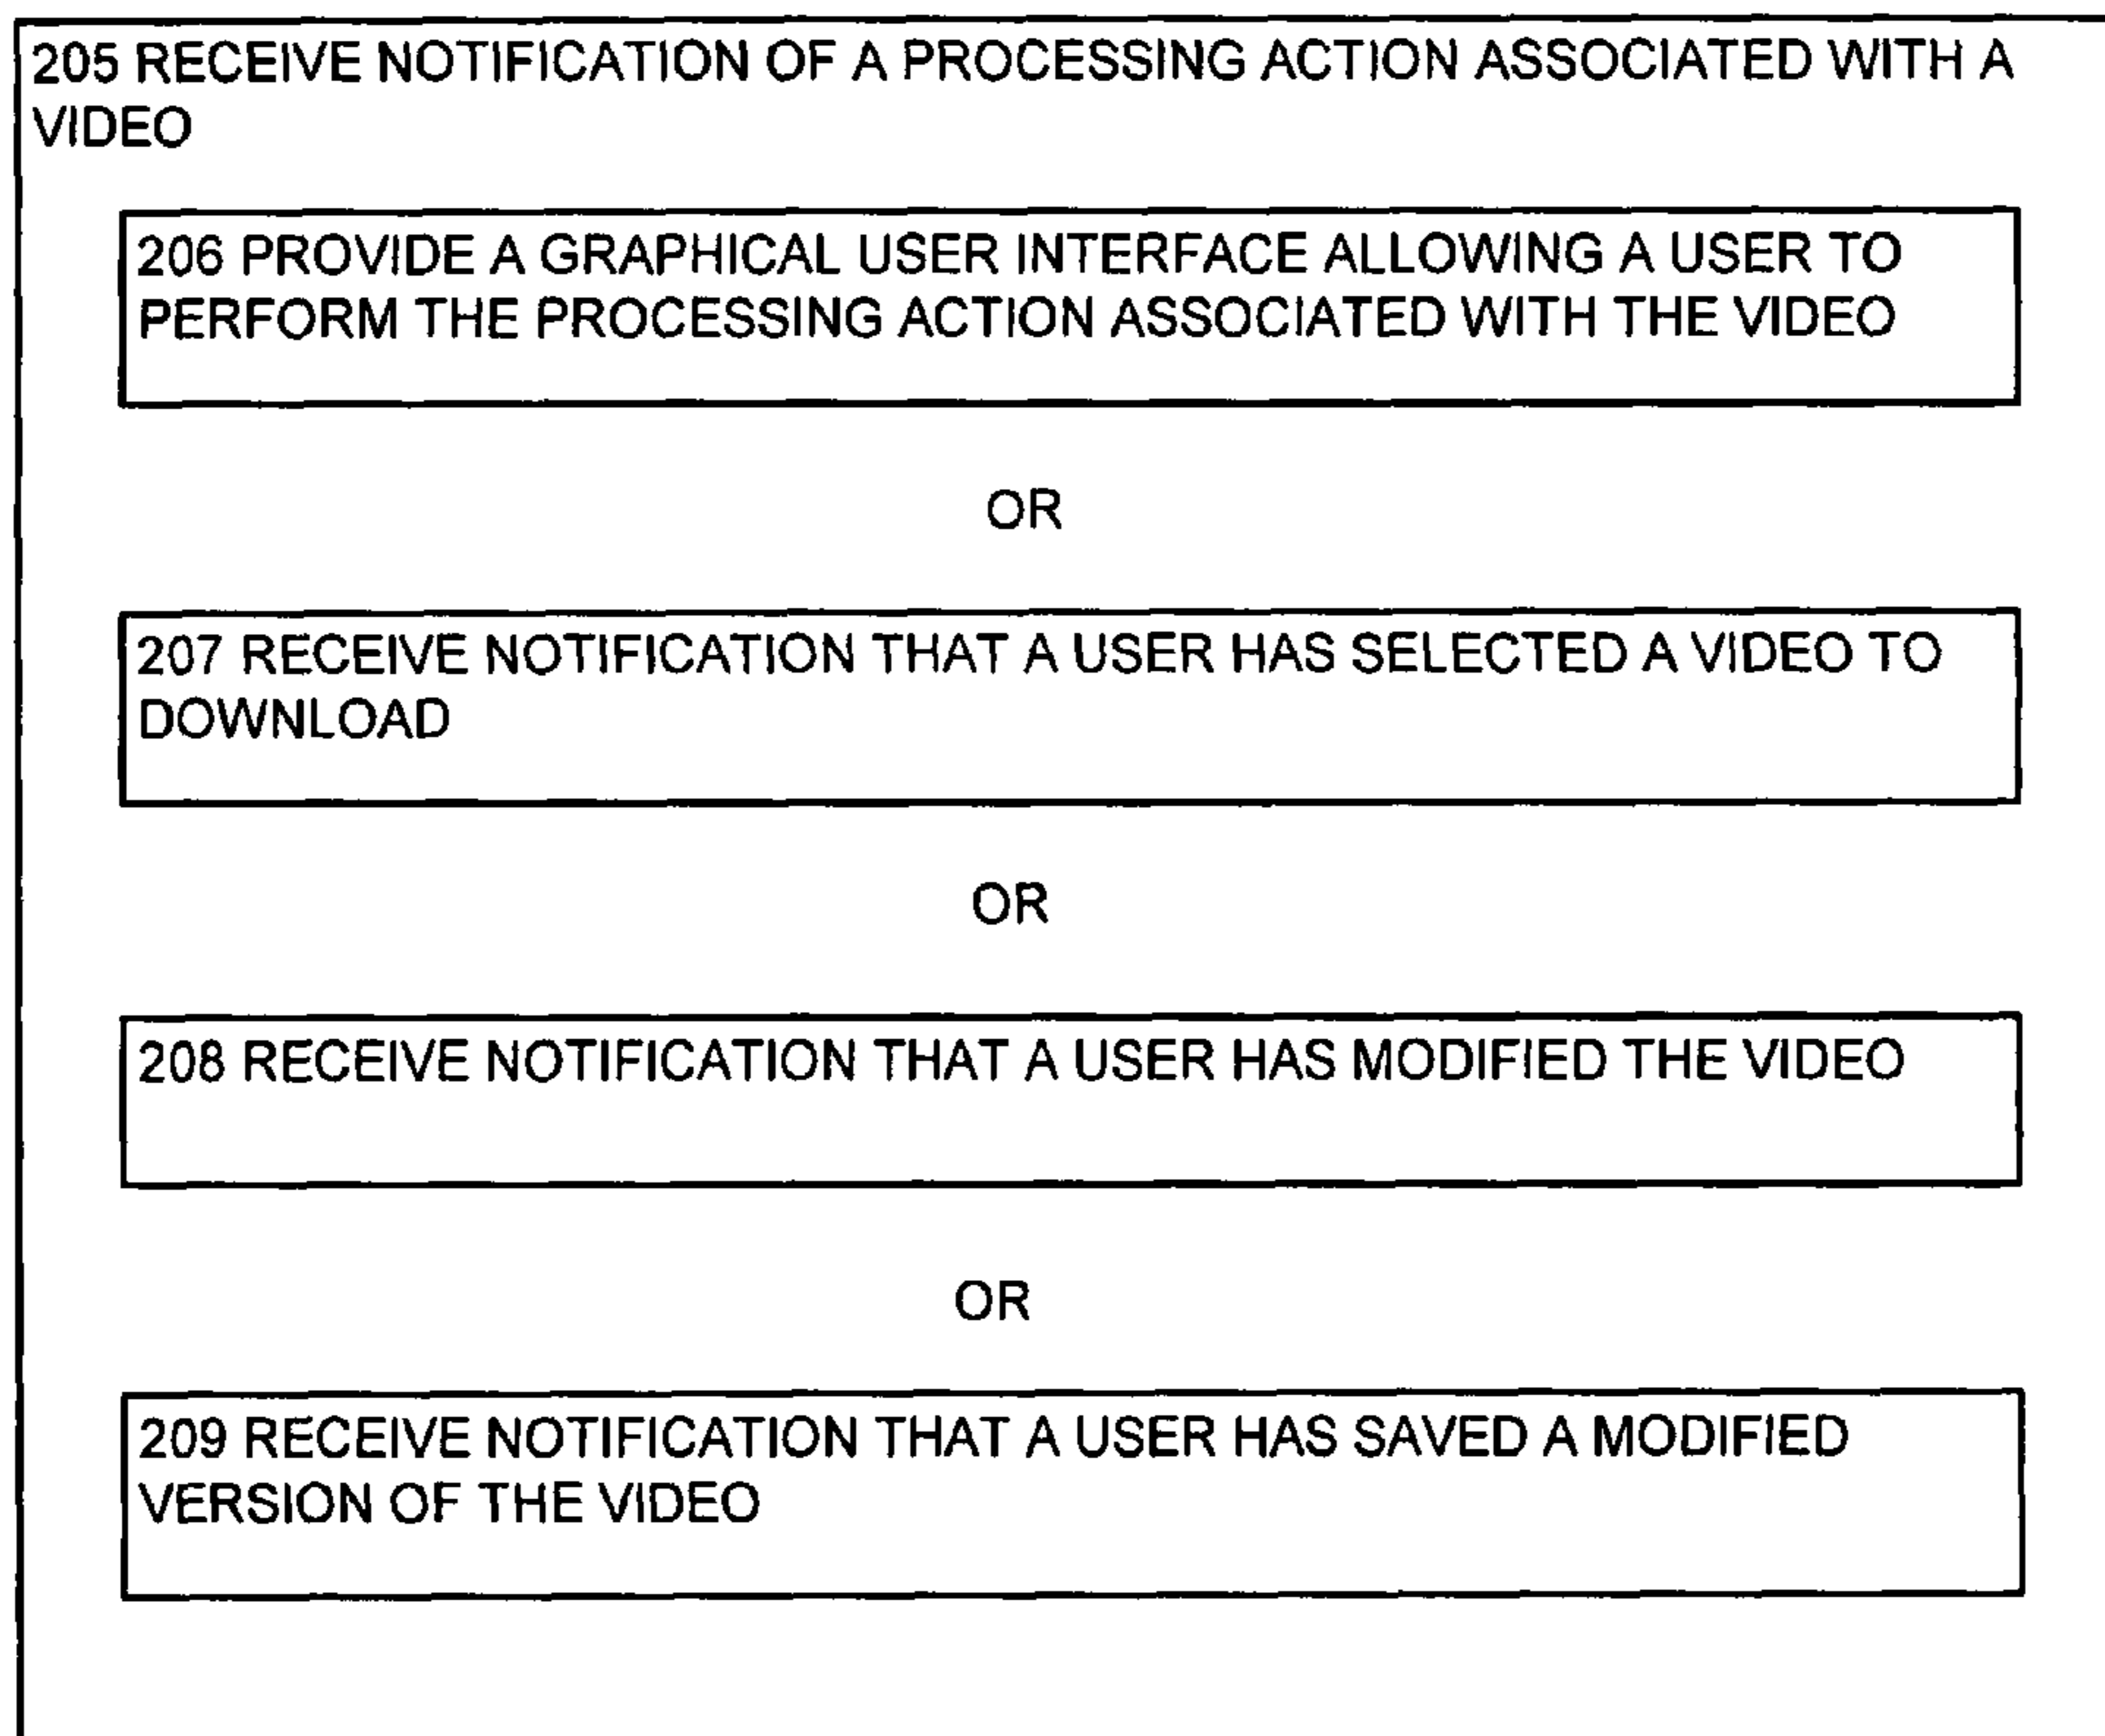 205 RECEIVE NOTIFICATION OF A PROCESSING ACTION ASSOCIATED WITH A
VIDEO
206 PROVIDE A GRAPHICAL USER INTERFACE ALLOWING A USER TO
PERFORM THE PROCESSING ACTION ASSOCIATED WITH THE VIDEO
OR
207 RECEIVE NOTIFICATION THAT A USER HAS SELECTED A VIDEO TO
DOWNLOAD
OR
208 RECEIVE NOTIFICATION THAT A USER HAS MODIFIED THE VIDEO
OR
209 RECEIVE NOTIFICATION THAT A USER HAS SAVED A MODIFIED
VERSION OF THE VIDEO